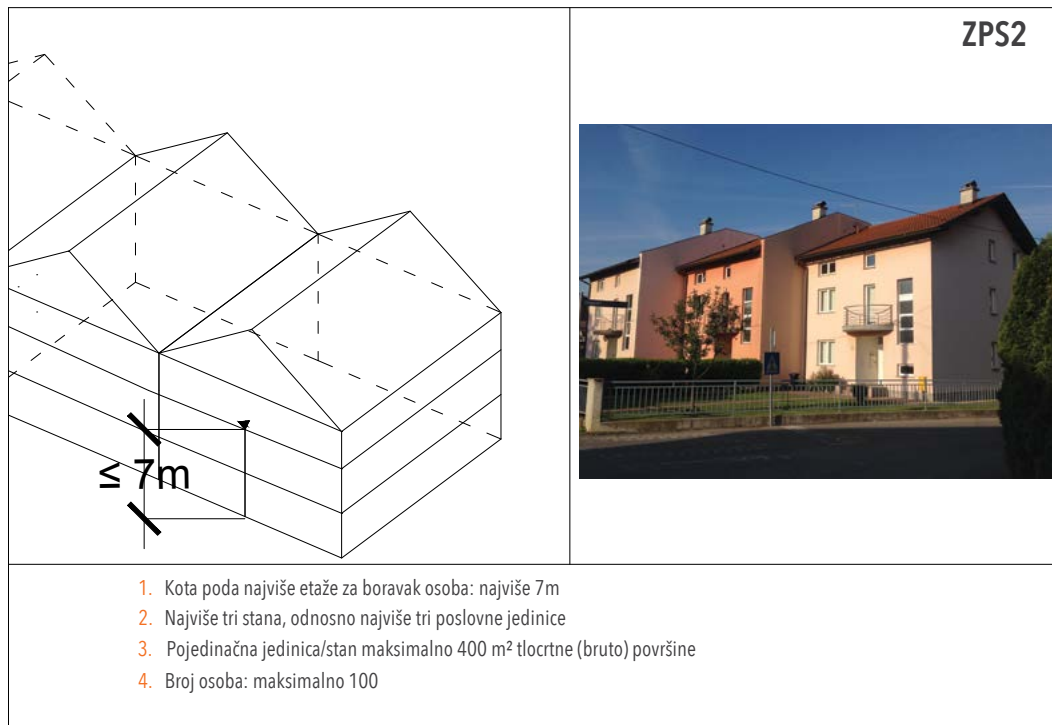 ZPS2
≤ 7m
1. Kota poda najviše etaže za boravak osoba: najviše 7m
2. Najviše tri stana, odnosno najviše tri poslovne jedinice
3. Pojedinačna jedinica/stan maksimalno 400 m² tlocrtne (bruto) površine
4. Broj osoba: maksimalno 100